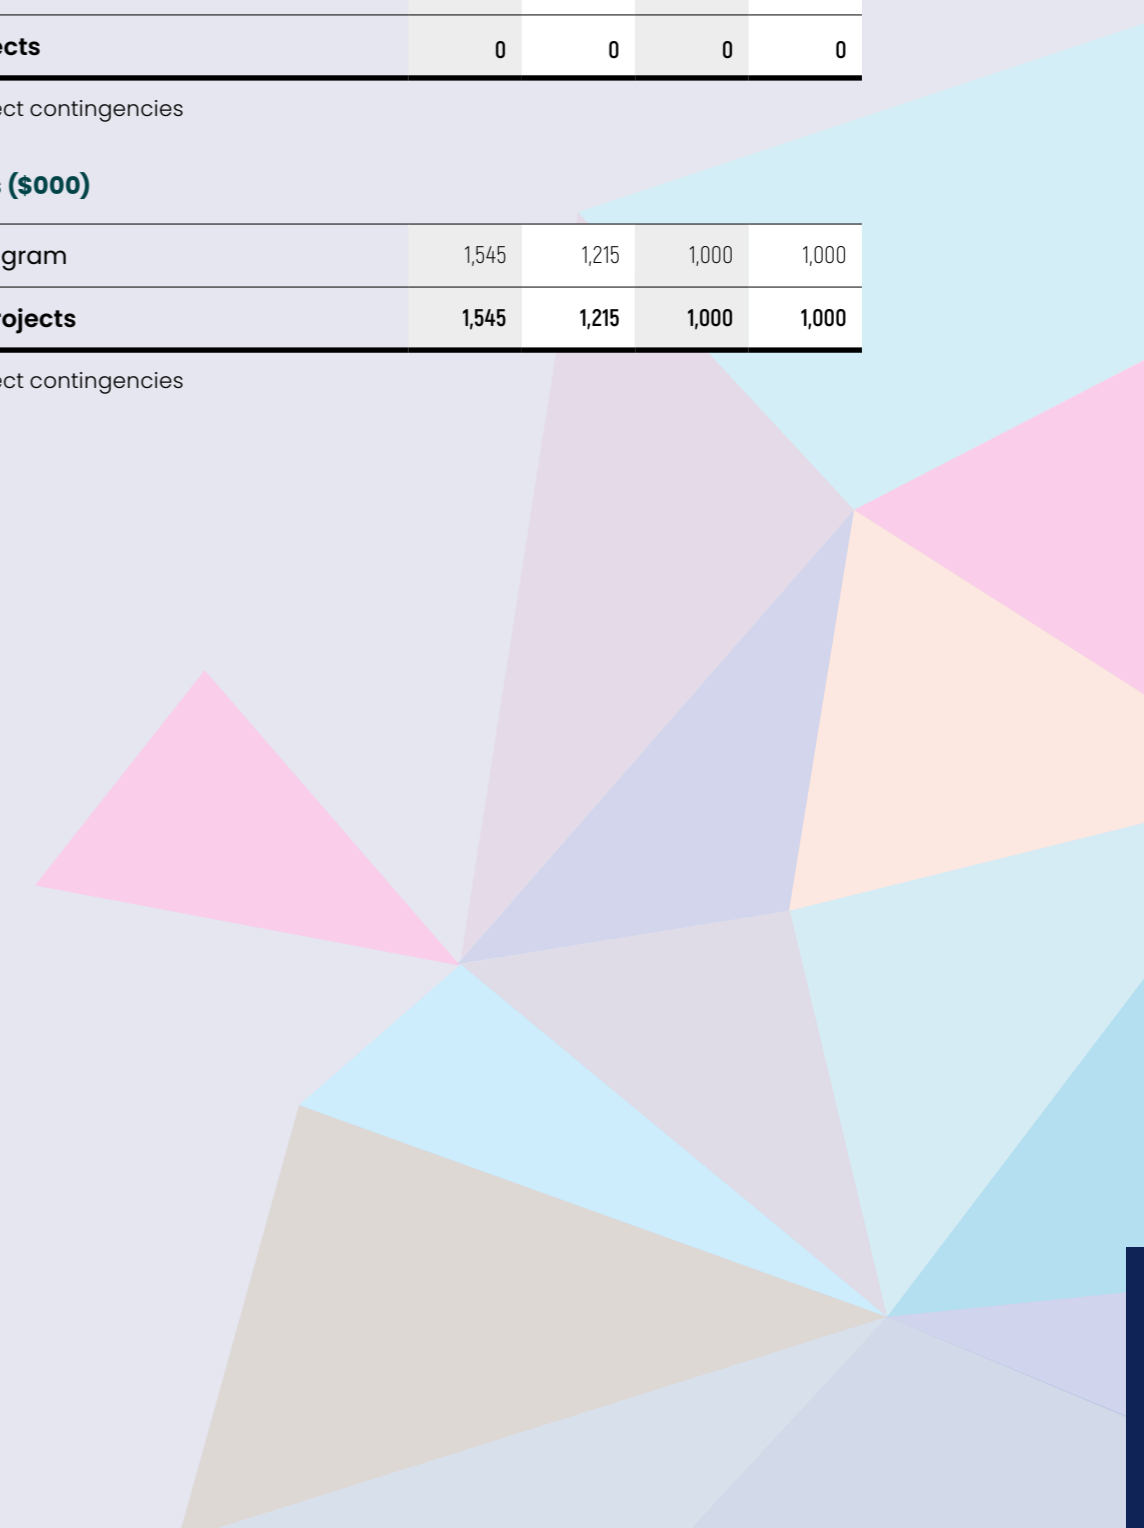 ects 0 0 0 0
ect contingencies
s ($000)
gram 1,545 1,215 1,000 1,000
rojects 1,545 1,215 1,000 1,000
ect contingencies